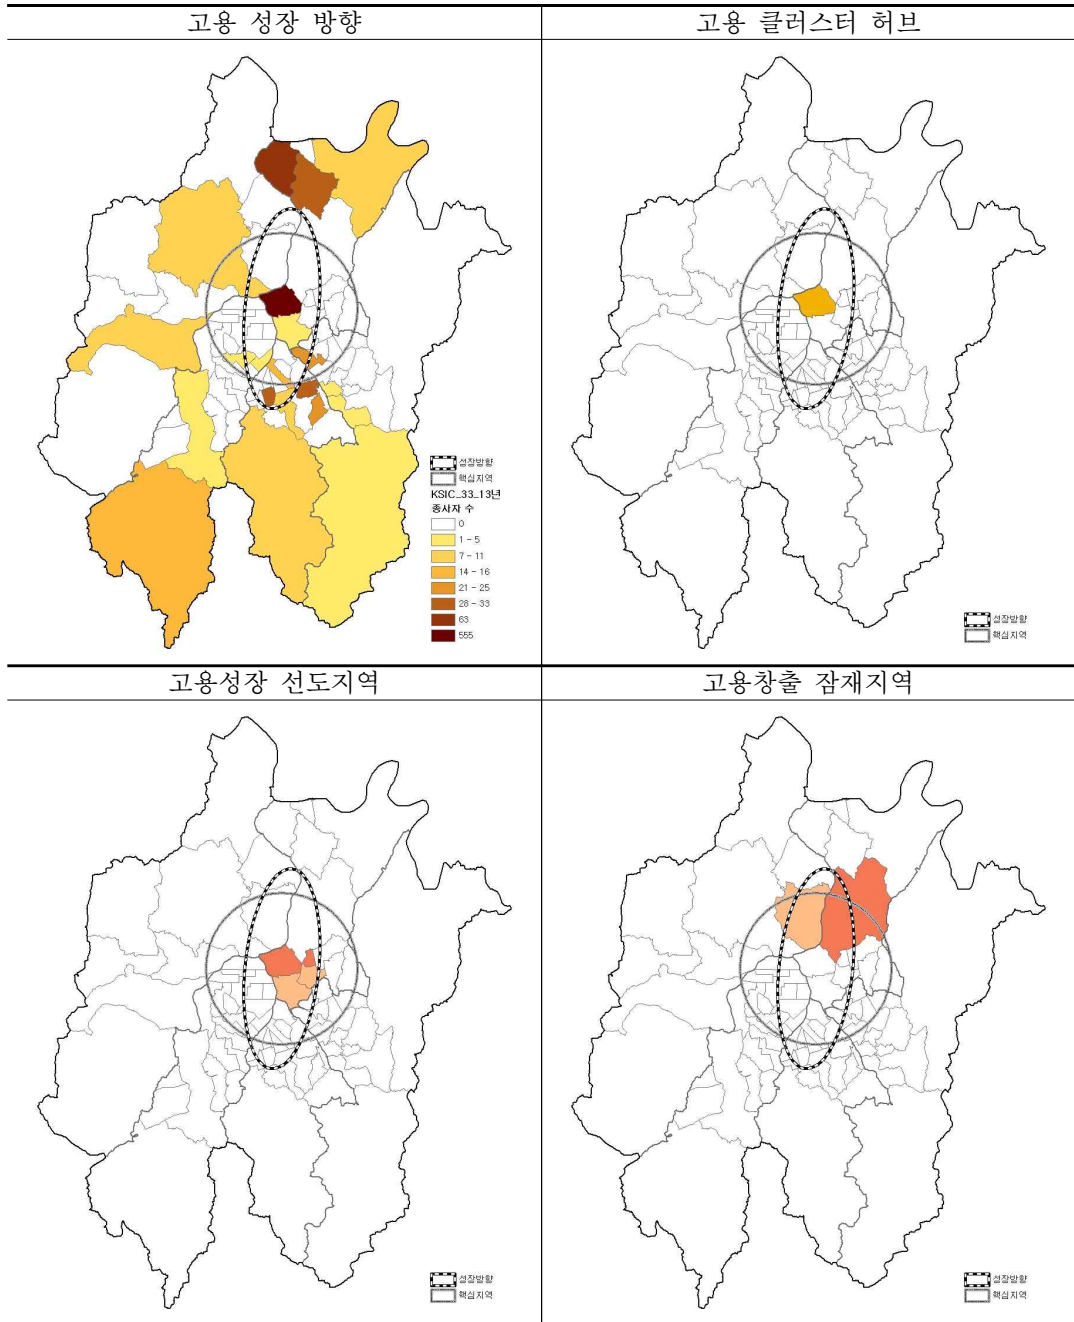 고용 성장 방향
고용 클러스터 허브
성장방향
핵심지역
KSIC_33_13년
종사자 수
0
1 - 5
7 - 11
14 - 16
21 - 25
28 - 33
63
555
성장방향
핵심지역
고용성장 선도지역
고용창출 잠재지역
성장방향
핵심지역
성장방향
핵심지역